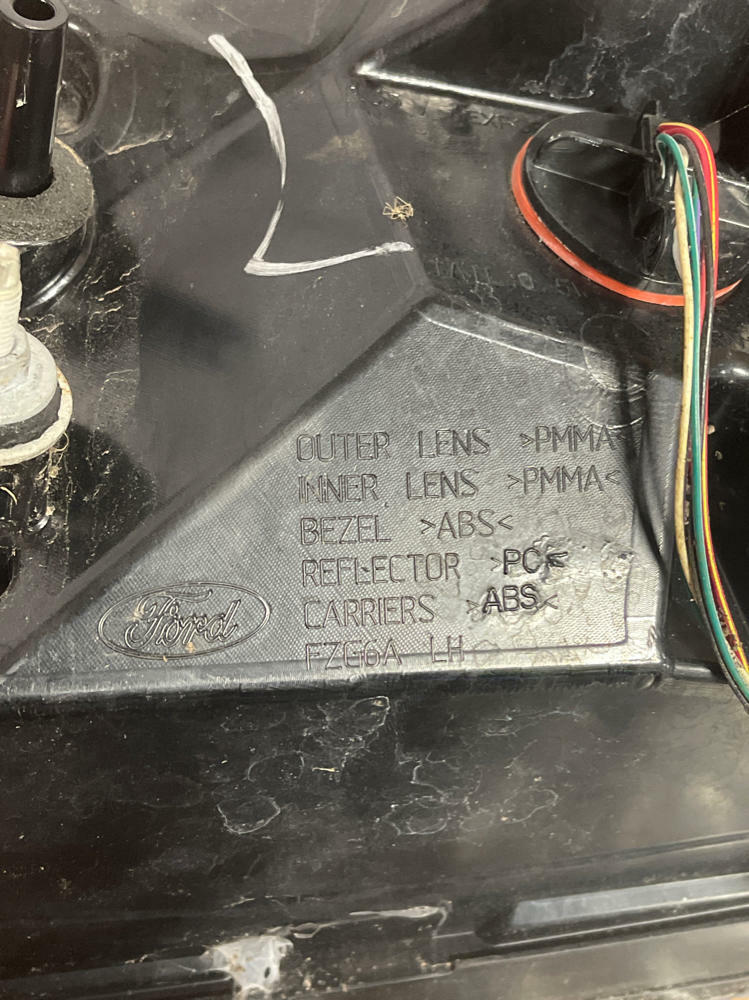 L
OUTER LENS >PMMA<
INNER LENS >PMMA<
BEZEL >ABS<
REFLECTOR >PC<
CARRIERS >ABS<
Ford
FZG6A LH